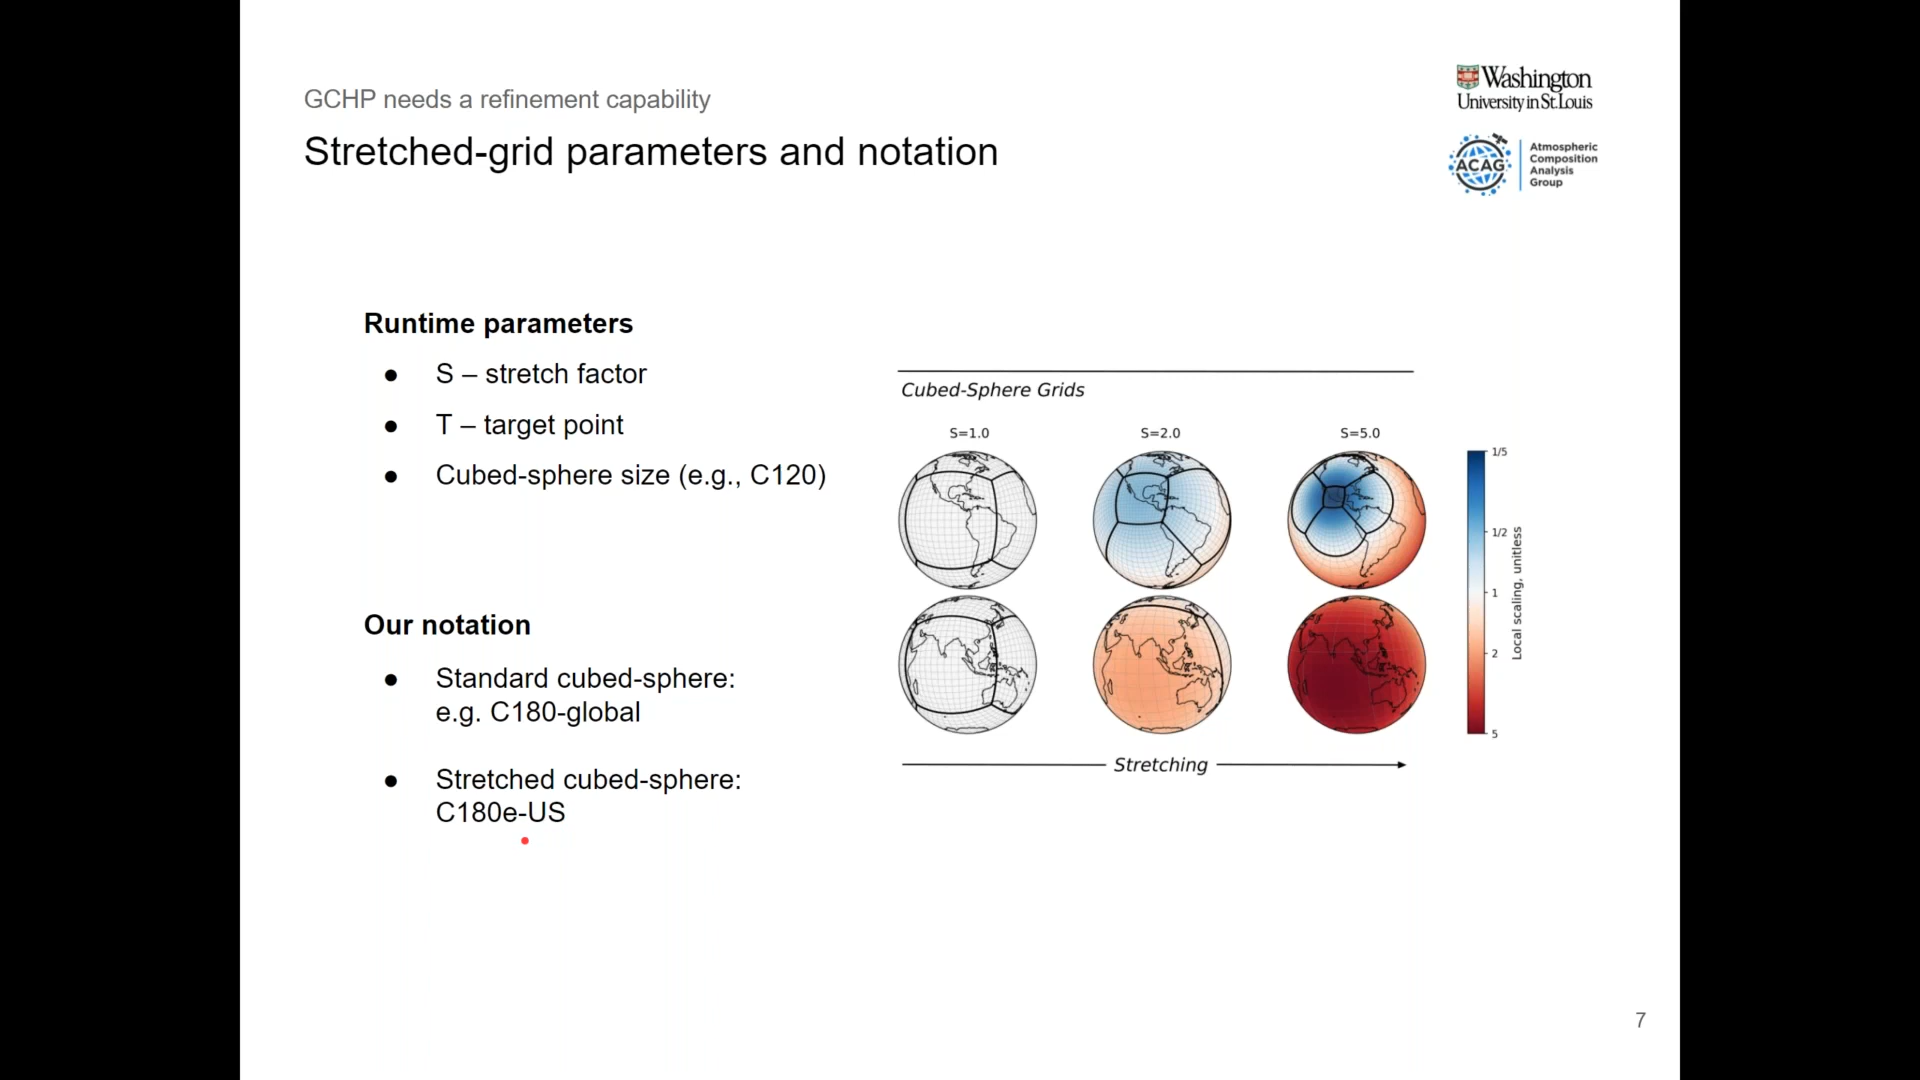 GCHP needs a refinement capability
Stretched-grid parameters and notation
Washington
University in St. Louis
ACAG
Atmospheric
Composition
Analysis
Group
Runtime parameters
● S – stretch factor
● T – target point
● Cubed-sphere size (e.g., C120)
Our notation
● Standard cubed-sphere:
e.g. C180-global
● Stretched cubed-sphere:
C180e-US
Cubed-Sphere Grids
S=1.0 S=2.0 S=5.0
1/5
1/2
1
2
5
Local scaling, unitless
Stretching
7